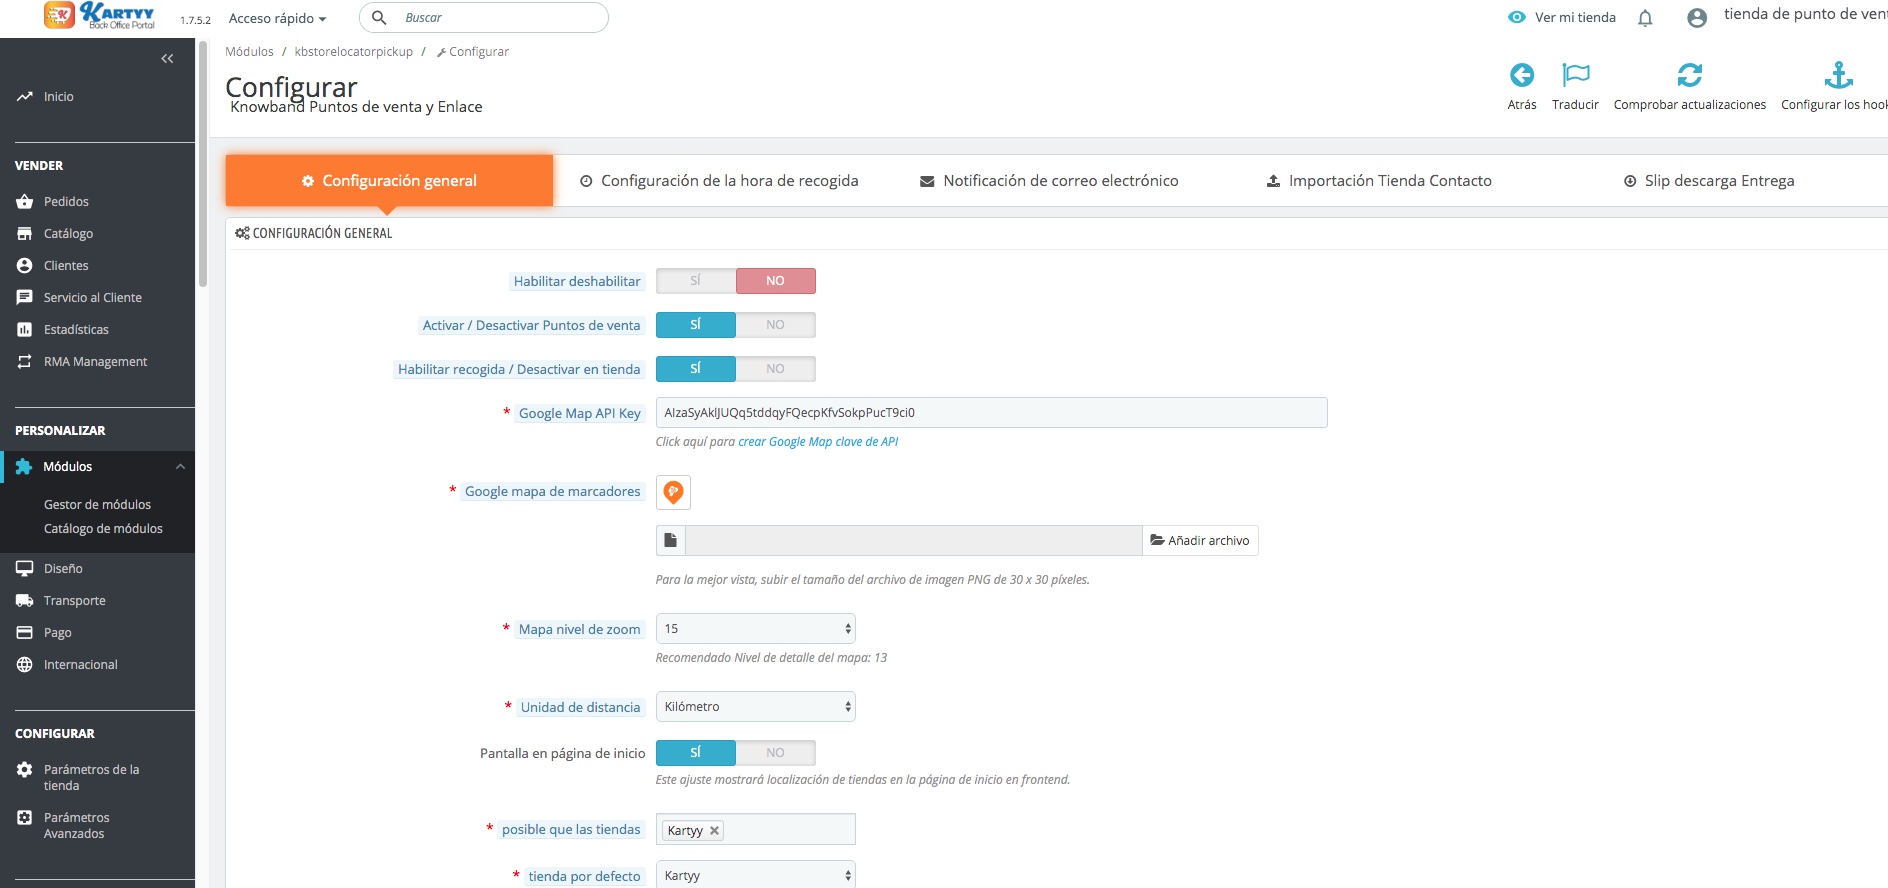 KARTYY
Back Office Portal
1.7.5.2
Acceso rápido
Buscar
Ver mi tienda
tienda de punto de vent
Módulos / kbstorelocatorpickup / Configurar
Configurar
Knowband Puntos de venta y Enlace
Atrás
Traducir
Comprobar actualizaciones
Configurar los hook
Inicio
VENDER
Pedidos
Catálogo
Clientes
Servicio al Cliente
Estadísticas
RMA Management
PERSONALIZAR
Módulos
Gestor de módulos
Catálogo de módulos
Diseño
Transporte
Pago
Internacional
CONFIGURAR
Parámetros de la
tienda
Parámetros
Avanzados
Configuración general
Configuración de la hora de recogida
Notificación de correo electrónico
Importación Tienda Contacto
Slip descarga Entrega
CONFIGURACIÓN GENERAL
Habilitar deshabilitar SÍ NO
Activar / Desactivar Puntos de venta SÍ NO
Habilitar recogida / Desactivar en tienda SÍ NO
* Google Map API Key AIzaSyAklJUQq5tddqyFQecpKfvSokpPucT9ci0
Click aquí para crear Google Map clave de API
* Google mapa de marcadores
Añadir archivo
Para la mejor vista, subir el tamaño del archivo de imagen PNG de 30 x 30 píxeles.
* Mapa nivel de zoom 15
Recomendado Nivel de detalle del mapa: 13
* Unidad de distancia Kilómetro
Pantalla en página de inicio SÍ NO
Este ajuste mostrará localización de tiendas en la página de inicio en frontend.
* posible que las tiendas Kartyy
* tienda por defecto Kartyy